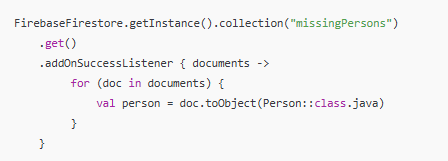 FirebaseFirestore.getInstance().collection("missingPersons")
    .get()
    .addOnSuccessListener { documents ->
        for (doc in documents) {
            val person = doc.toObject(Person::class.java)
        }
    }